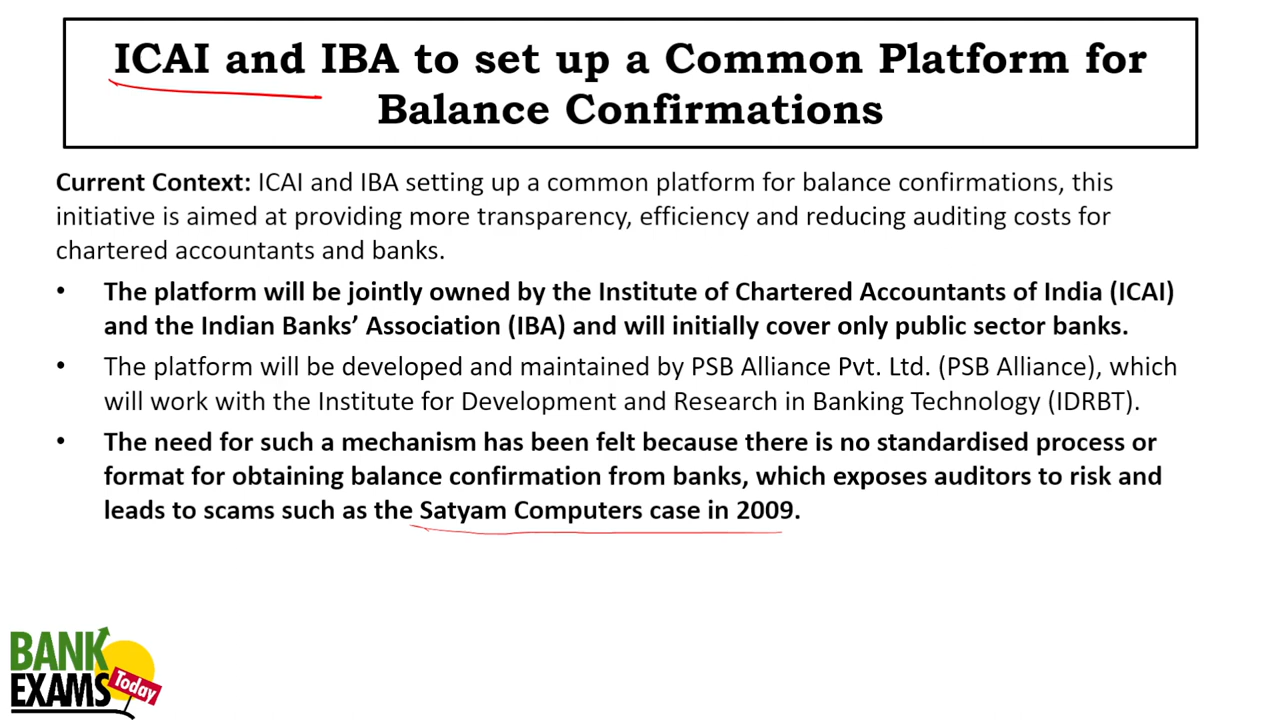 ICAI and IBA to set up a Common Platform for
Balance Confirmations
Current Context: ICAI and IBA setting up a common platform for balance confirmations, this
initiative is aimed at providing more transparency, efficiency and reducing auditing costs for
chartered accountants and banks.
• The platform will be jointly owned by the Institute of Chartered Accountants of India (ICAI)
and the Indian Banks’ Association (IBA) and will initially cover only public sector banks.
• The platform will be developed and maintained by PSB Alliance Pvt. Ltd. (PSB Alliance), which
will work with the Institute for Development and Research in Banking Technology (IDRBT).
• The need for such a mechanism has been felt because there is no standardised process or
format for obtaining balance confirmation from banks, which exposes auditors to risk and
leads to scams such as the Satyam Computers case in 2009.
BANK
EXAMS
Today